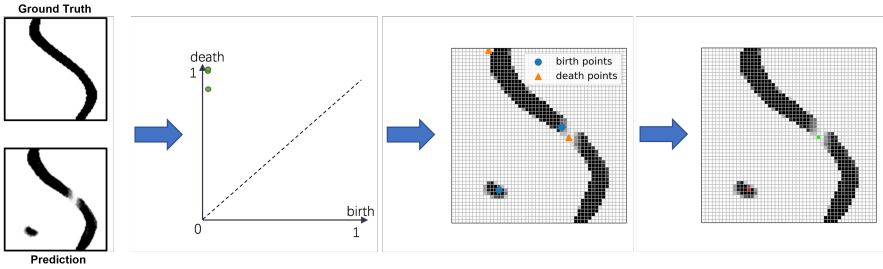 Ground Truth
Prediction
death
1
0
birth
1
birth points
death points